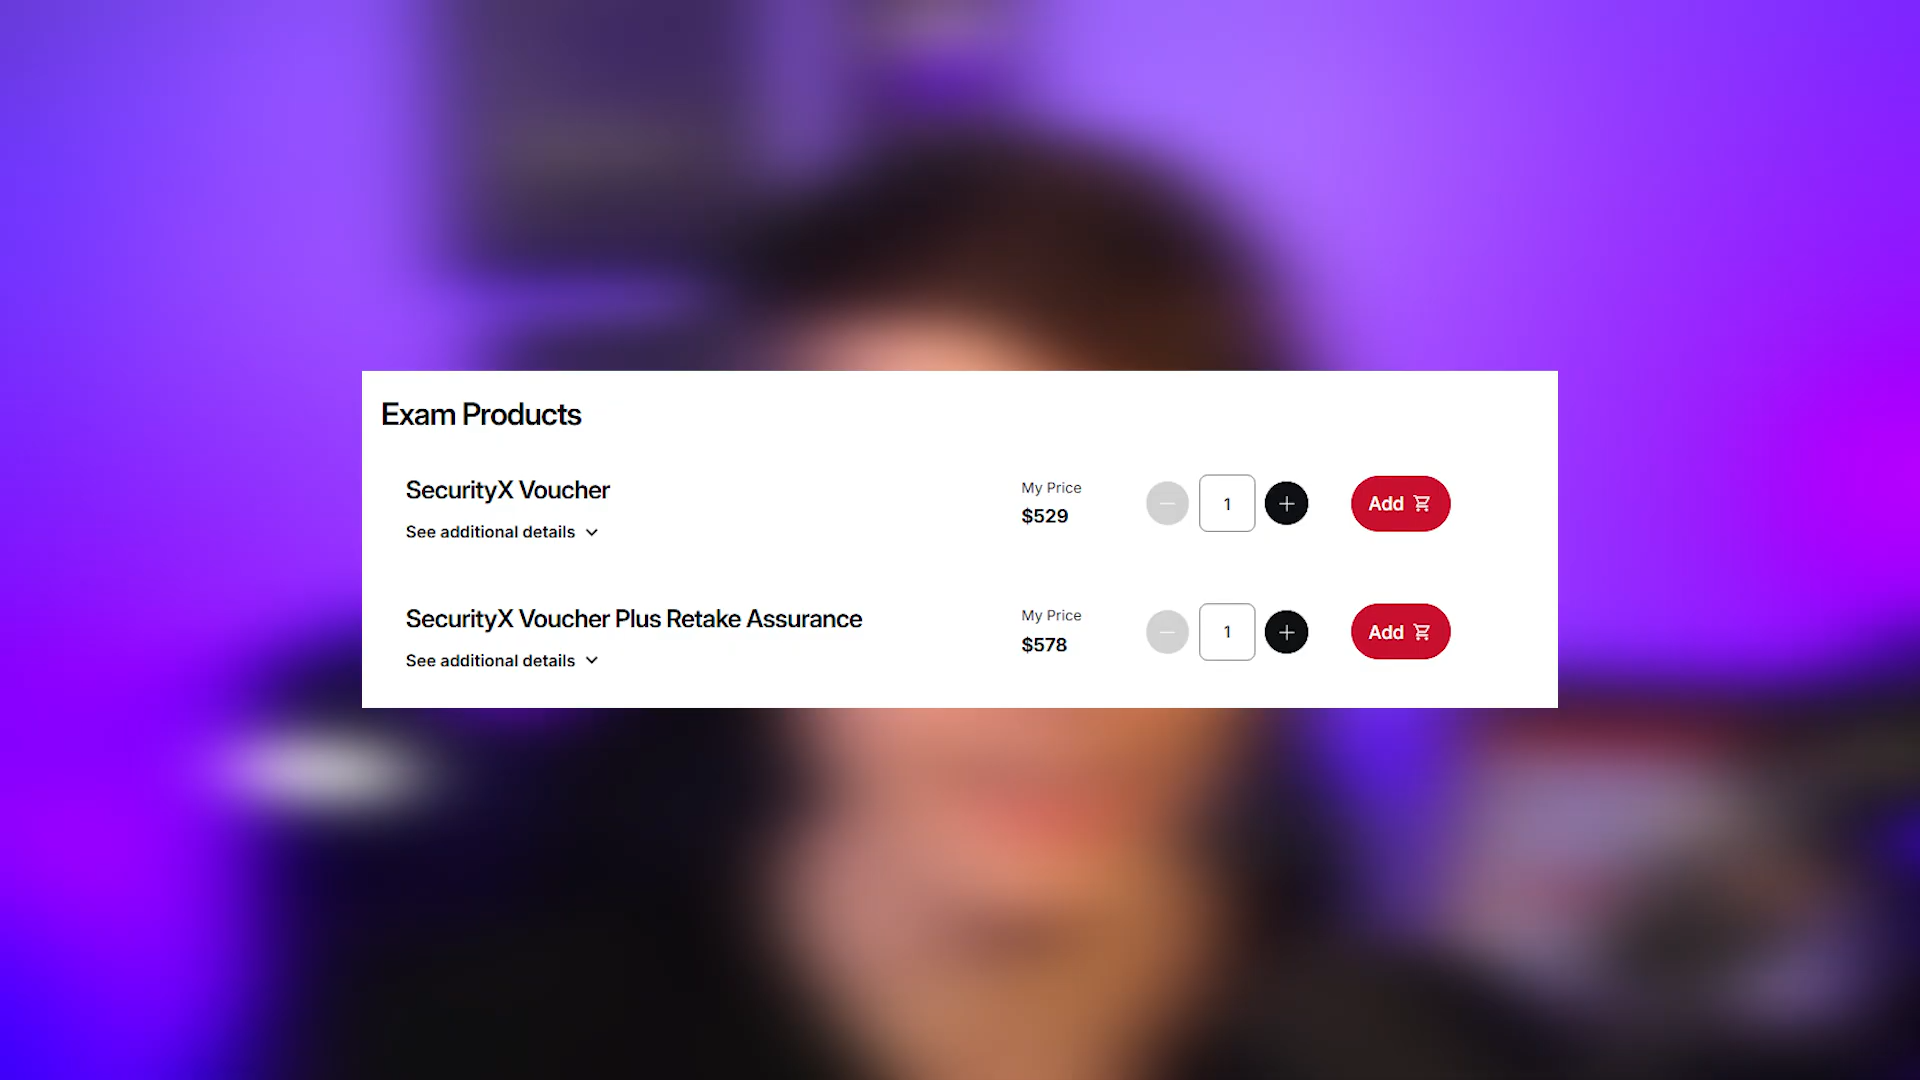 Exam Products
SecurityX Voucher
My Price
$529
1
Add
See additional details
SecurityX Voucher Plus Retake Assurance
My Price
$578
1
Add
See additional details